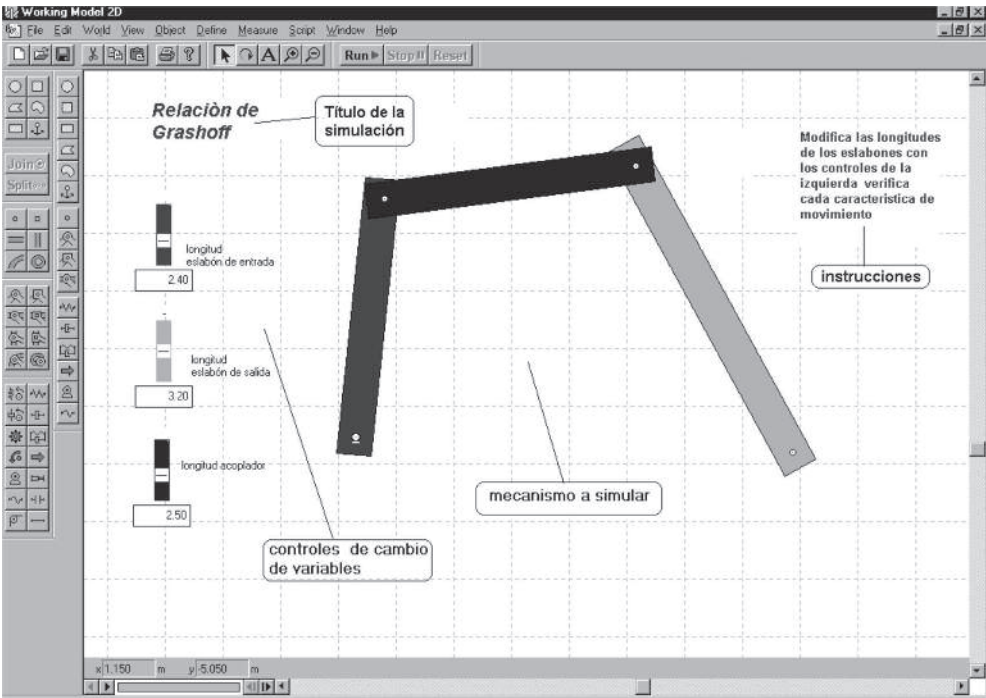 Working Model 2D
File Edit World View Object Define Measure Script Window Help
Run Stop Reset
Join
Split
Relaciòn de
Grashoff
Título de la
simulación
Modifica las longitudes
de los eslabones con
los controles de la
izquierda verifica
cada caracteristica de
movimiento
instrucciones
longitud
eslabón de entrada
2.40
longitud
eslabón de salida
3.20
longitud acoplador
2.50
mecanismo a simular
controles de cambio
de variables
x 1.150 m y -5.050 m